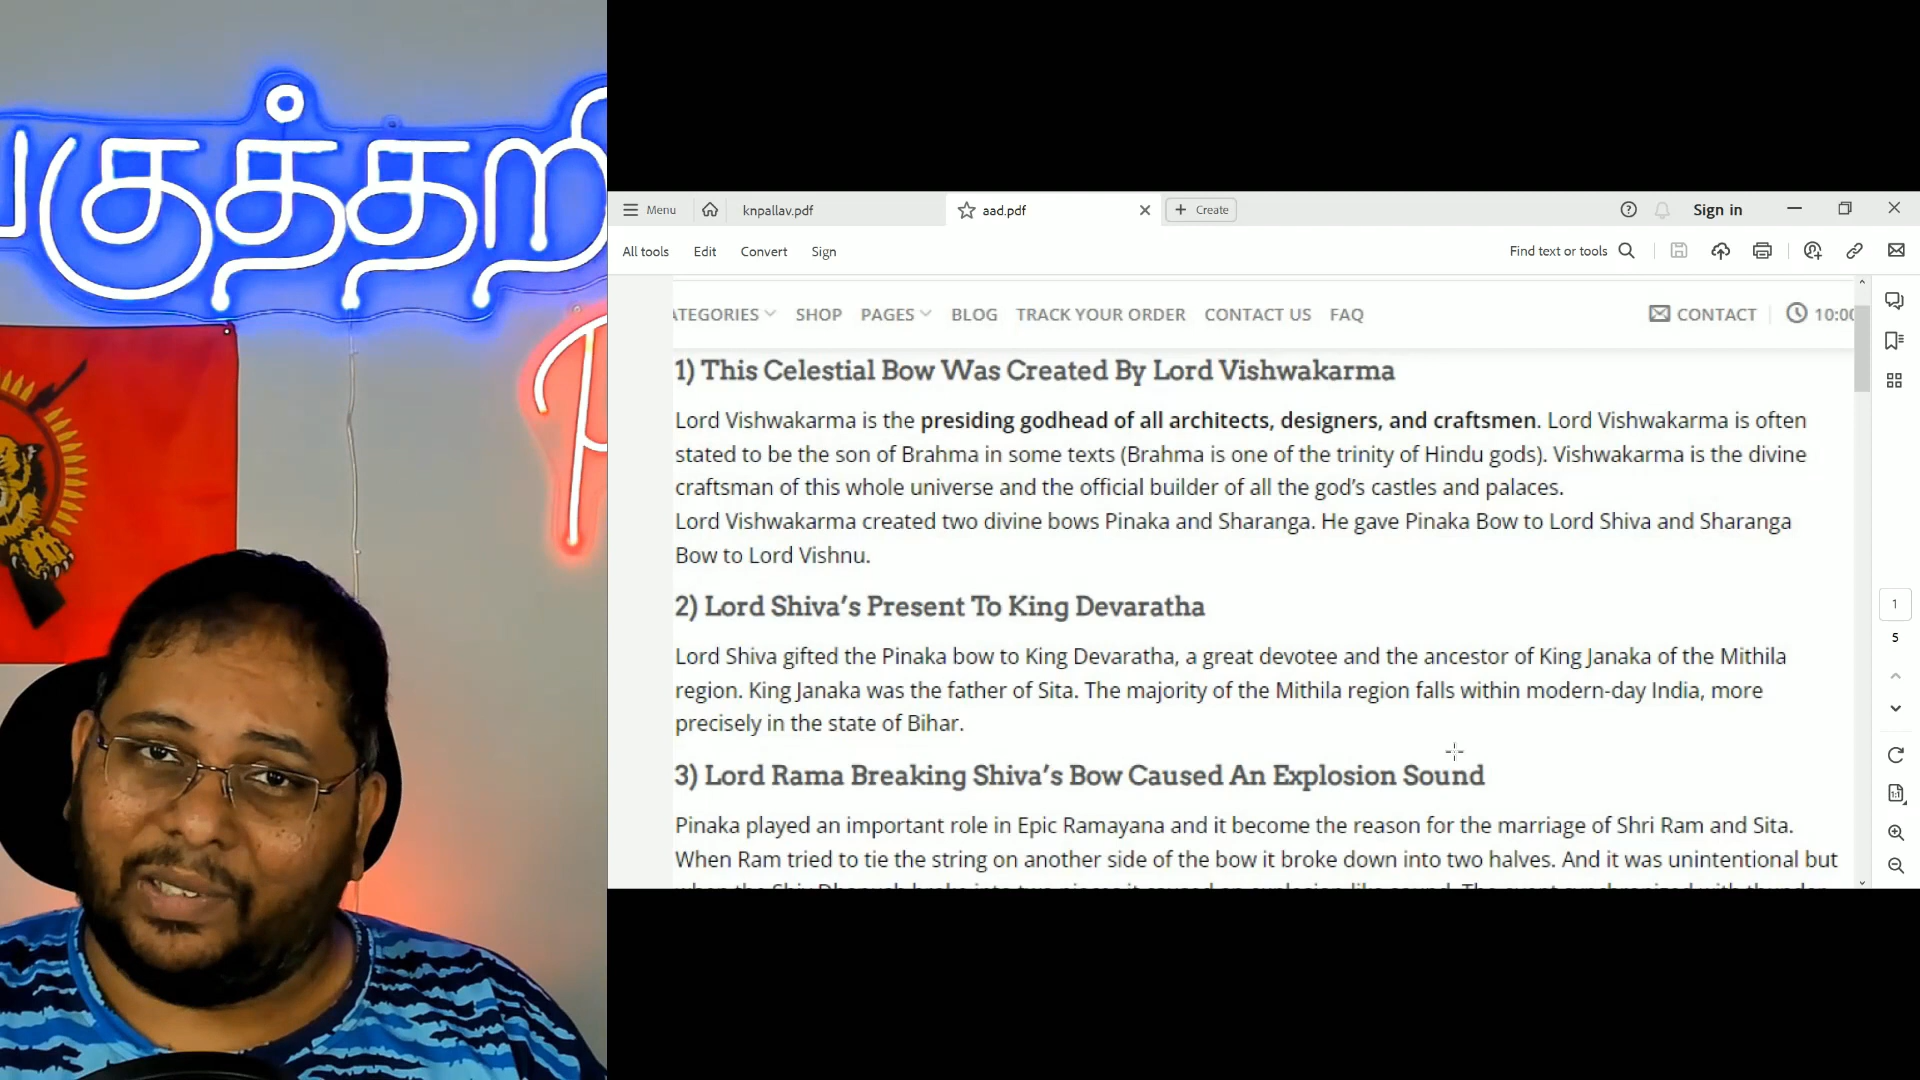 குத்தறி
Menu
knpallav.pdf
aad.pdf
Create
Sign in
All tools
Edit
Convert
Sign
Find text or tools
ATEGORIES
SHOP
PAGES
BLOG
TRACK YOUR ORDER
CONTACT US
FAQ
CONTACT
10:00
1) This Celestial Bow Was Created By Lord Vishwakarma
Lord Vishwakarma is the presiding godhead of all architects, designers, and craftsmen. Lord Vishwakarma is often
stated to be the son of Brahma in some texts (Brahma is one of the trinity of Hindu gods). Vishwakarma is the divine
craftsman of this whole universe and the official builder of all the god's castles and palaces.
Lord Vishwakarma created two divine bows Pinaka and Sharanga. He gave Pinaka Bow to Lord Shiva and Sharanga
Bow to Lord Vishnu.
2) Lord Shiva's Present To King Devaratha
Lord Shiva gifted the Pinaka bow to King Devaratha, a great devotee and the ancestor of King Janaka of the Mithila
region. King Janaka was the father of Sita. The majority of the Mithila region falls within modern-day India, more
precisely in the state of Bihar.
3) Lord Rama Breaking Shiva's Bow Caused An Explosion Sound
Pinaka played an important role in Epic Ramayana and it become the reason for the marriage of Shri Ram and Sita.
When Ram tried to tie the string on another side of the bow it broke down into two halves. And it was unintentional but
1
5